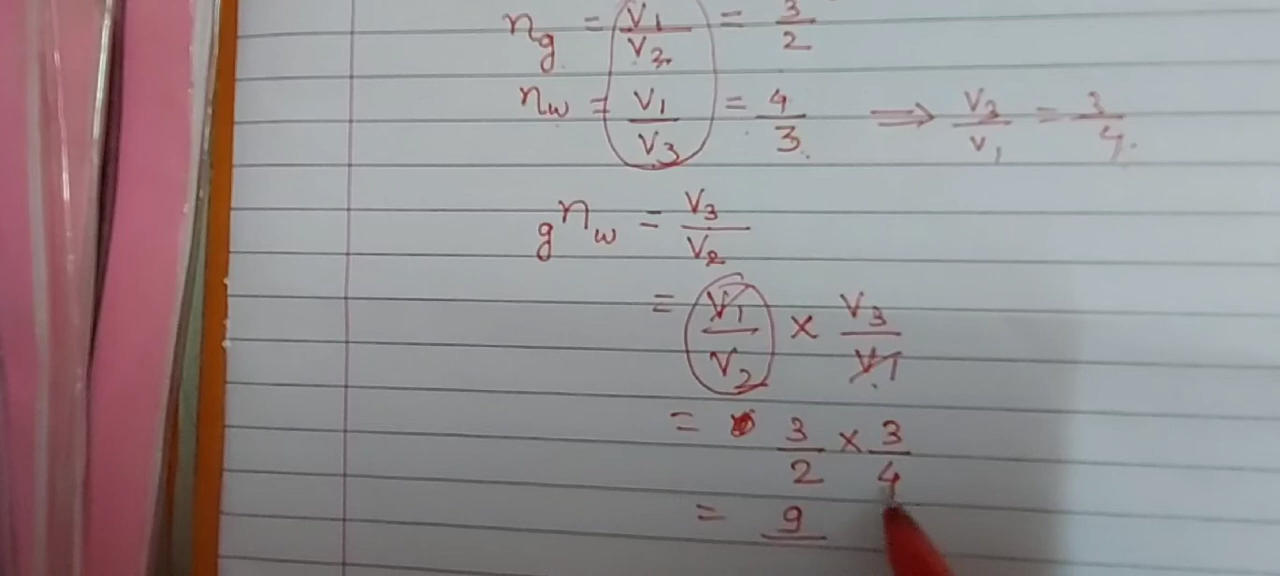 ng = V1/V2 = 3/2
nw = V1/V3 = 4/3 ⟹ V3/V1 = 3/4
gnw = V3/V2
= V1/V2 × V3/V1
= 3/2 × 3/4
= 9